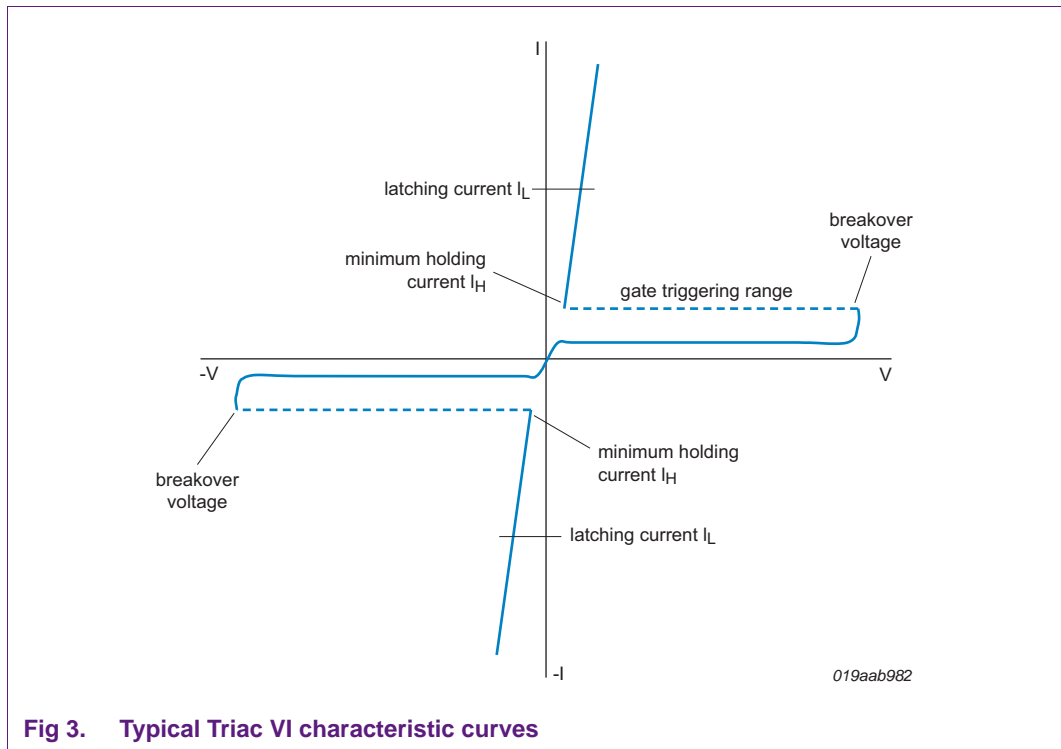 I
latching current IL
breakover
voltage
minimum holding
current IH
gate triggering range
-V
V
minimum holding
current IH
breakover
voltage
latching current IL
-I
019aab982
Fig 3. Typical Triac VI characteristic curves